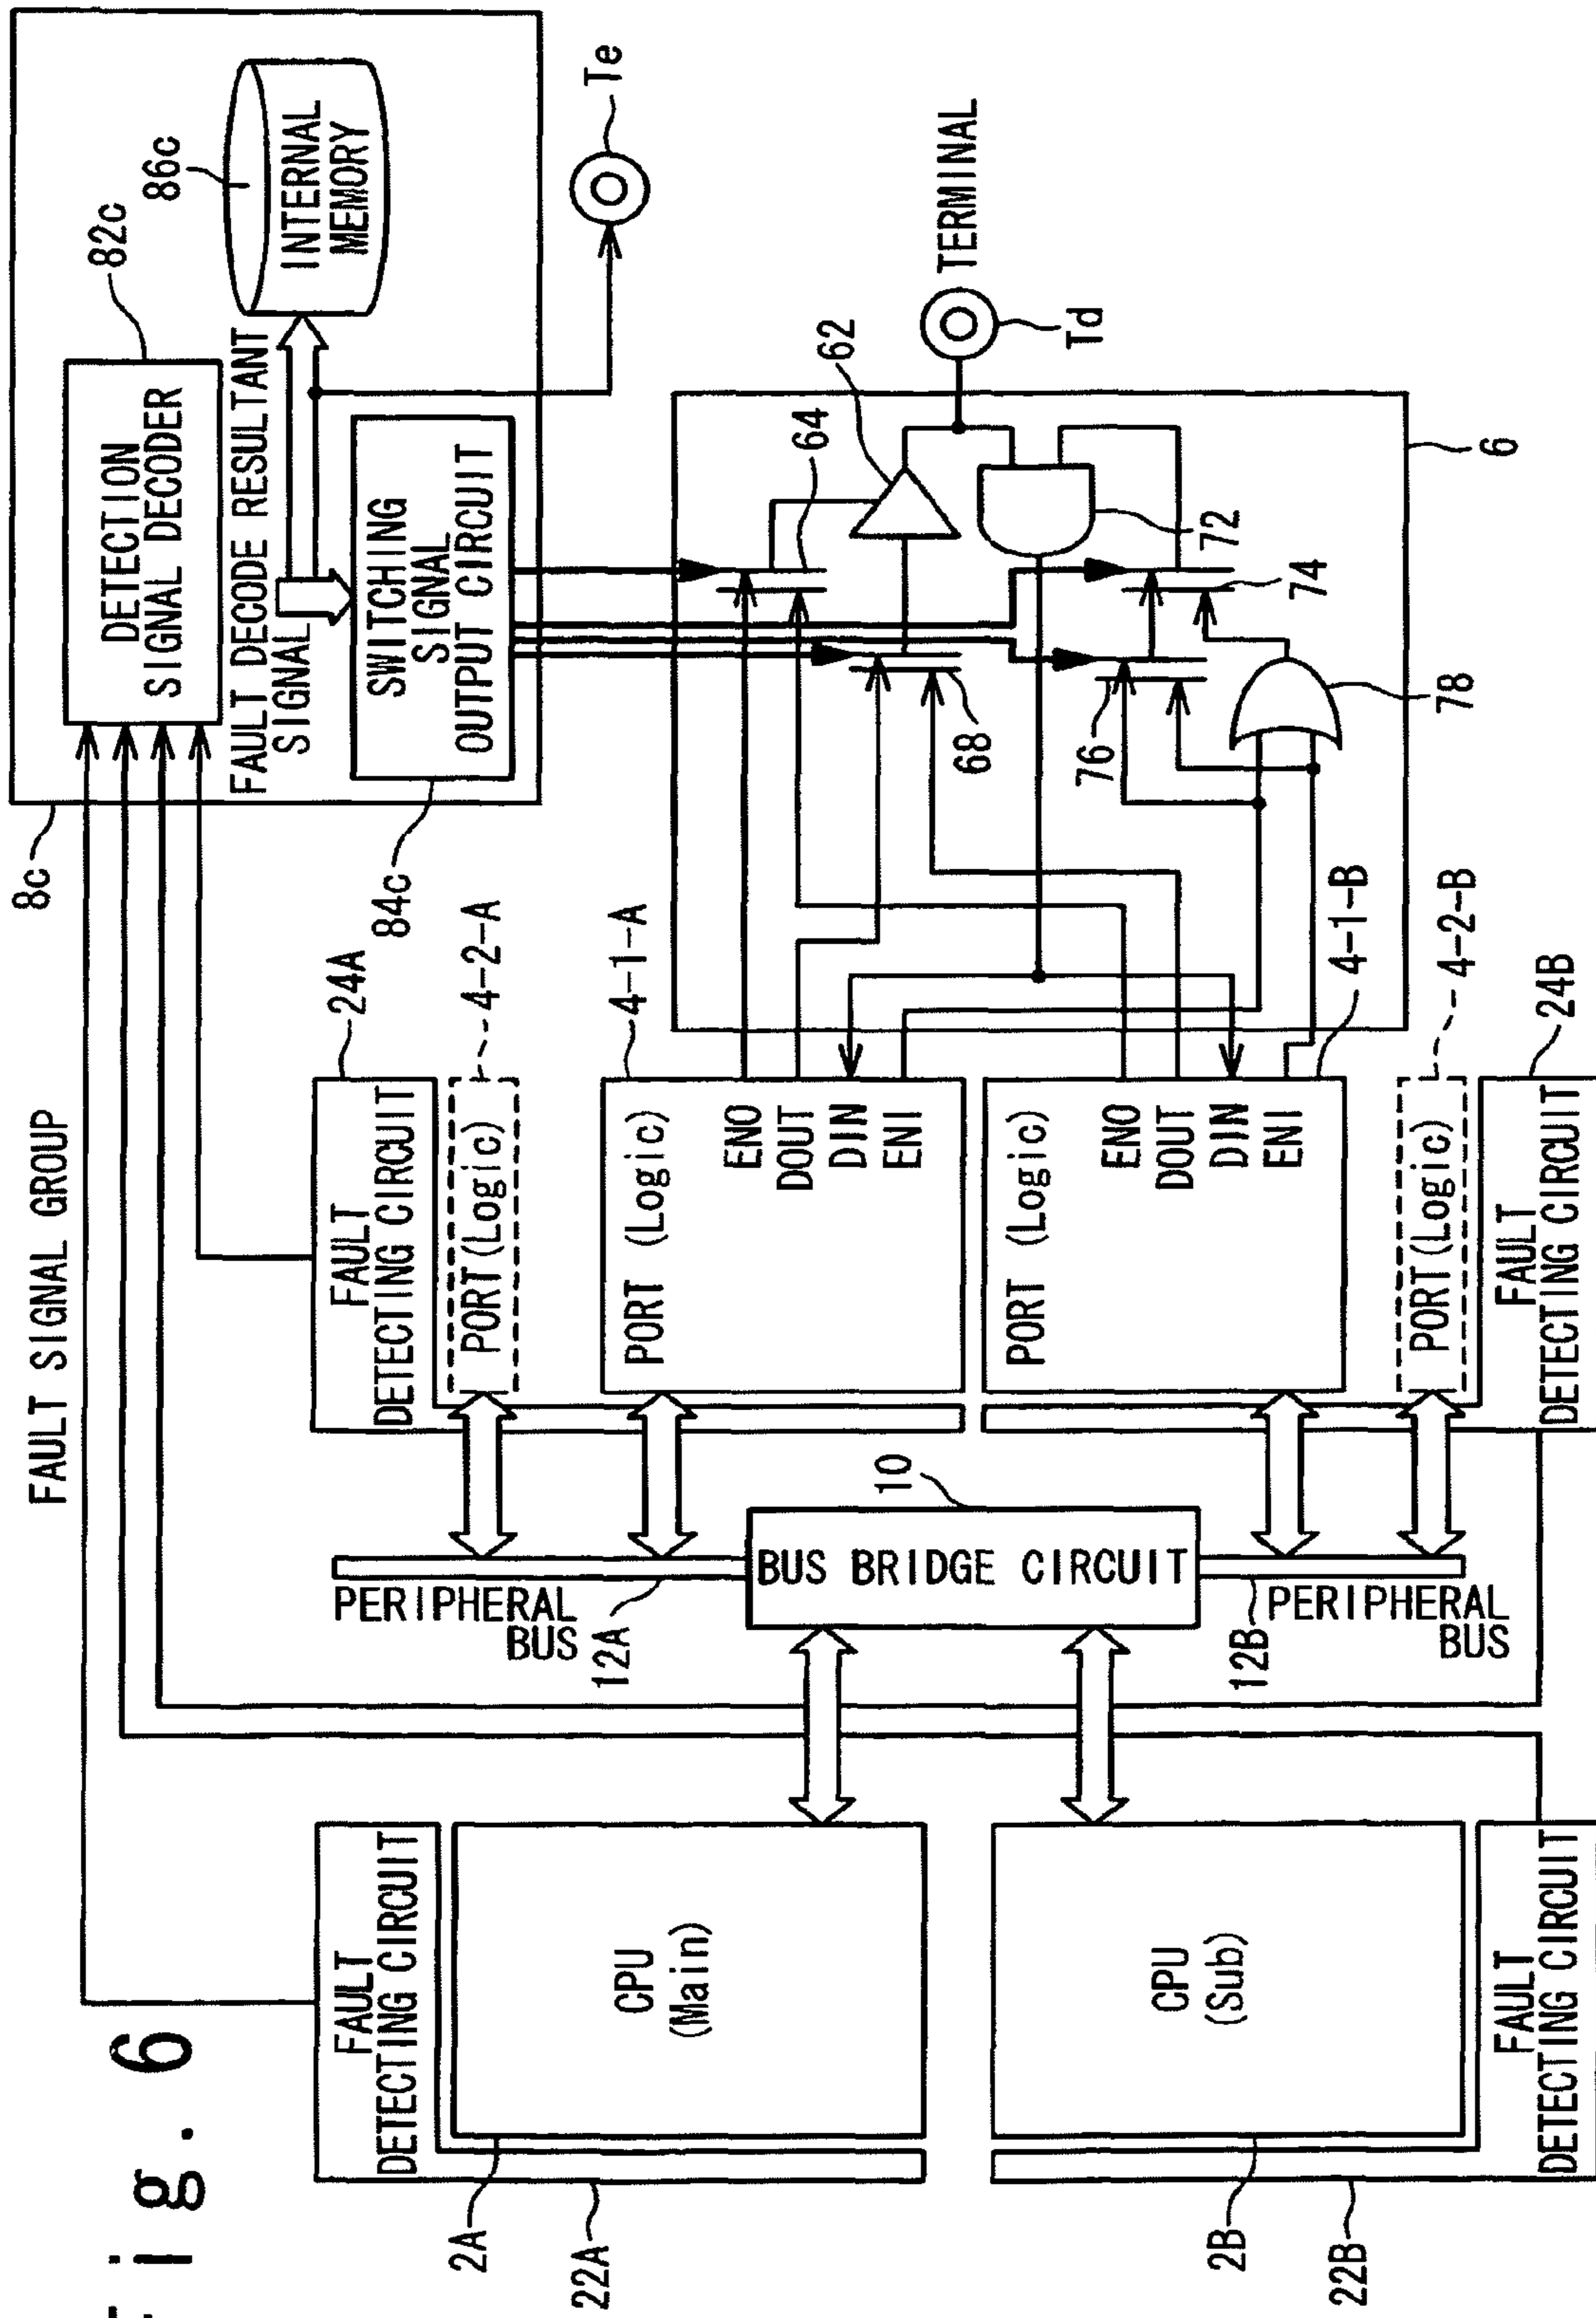 Fig. 6
FAULT SIGNAL GROUP
8c
82c
86c
DETECTION
SIGNAL DECODER
INTERNAL
MEMORY
FAULT DECODE RESULTANT
SIGNAL
SWITCHING
SIGNAL
OUTPUT CIRCUIT
84c
Te
22A
2A
FAULT
DETECTING CIRCUIT
CPU
(Main)
24A
FAULT
DETECTING CIRCUIT
4-2-A
PORT(Logic)
4-1-A
PORT (Logic)
ENO
DOUT
DIN
ENI
PERIPHERAL
BUS
12A
10
BUS BRIDGE CIRCUIT
12B
PERIPHERAL
BUS
62
64
68
72
74
76
78
6
TERMINAL
Td
2B
22B
CPU
(Sub)
FAULT
DETECTING CIRCUIT
4-1-B
PORT (Logic)
ENO
DOUT
DIN
ENI
4-2-B
PORT(Logic)
24B
FAULT
DETECTING CIRCUIT